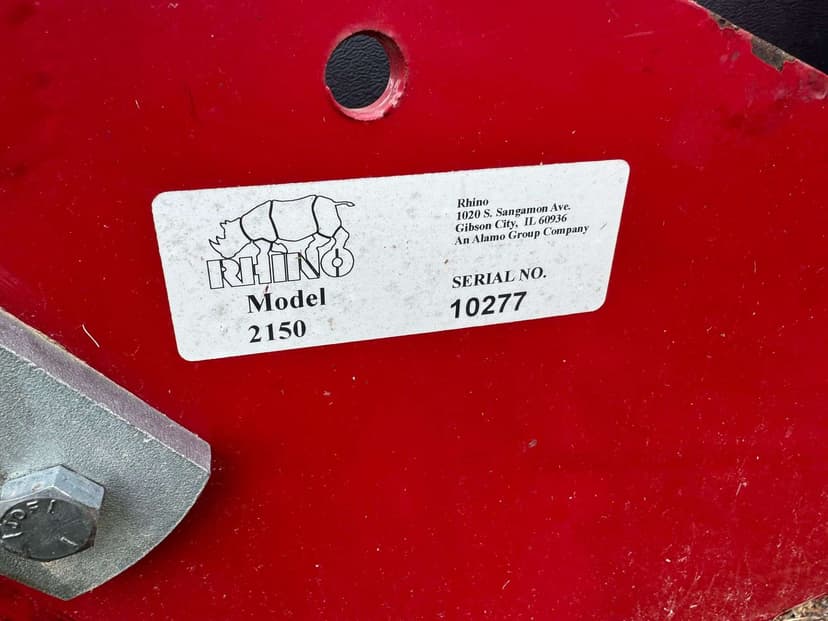 RHINO
Model
2150
Rhino
1020 S. Sangamon Ave.
Gibson City, IL 60936
An Alamo Group Company
SERIAL NO.
10277